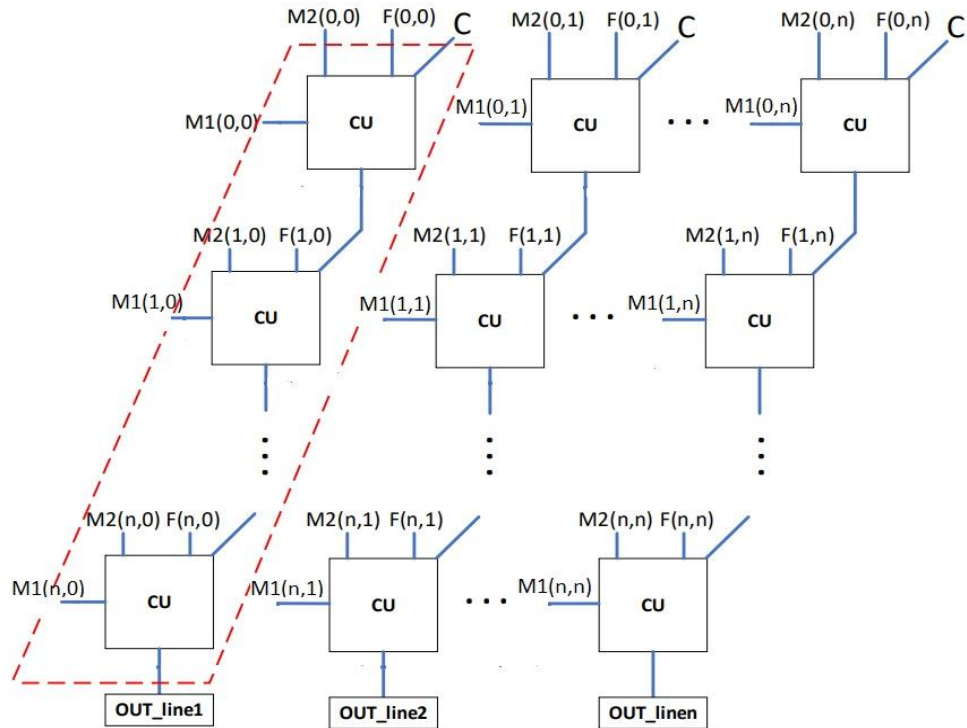 M2(0,0) F(0,0) C M2(0,1) F(0,1) C M2(0,n) F(0,n) C
M1(0,0) CU M1(0,1) CU • • • M1(0,n) CU
M2(1,0) F(1,0) M2(1,1) F(1,1) M2(1,n) F(1,n)
M1(1,0) CU M1(1,1) CU • • • M1(1,n) CU
M2(n,0) F(n,0) M2(n,1) F(n,1) M2(n,n) F(n,n)
M1(n,0) CU M1(n,1) CU • • • M1(n,n) CU
OUT_line1 OUT_line2 OUT_linen